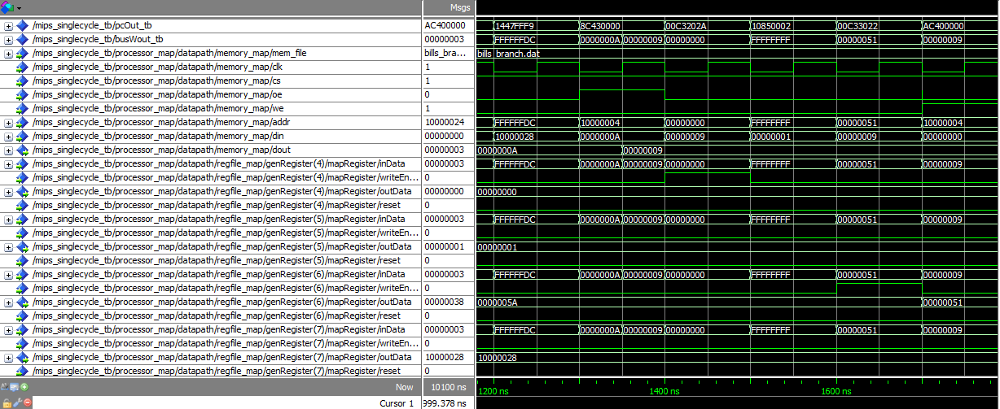 Msgs
/mips_singlecycle_tb/pcOut_tb AC400000 1447FFF9 8C430000 00C3202A 10850002 00C33022 AC400000
/mips_singlecycle_tb/busWout_tb 00000003 FFFFFFDC 0000000A 00000009 00000000 FFFFFFFF 00000051 00000009
/mips_singlecycle_tb/processor_map/datapath/memory_map/mem_file bills_bra... bills_branch.dat
/mips_singlecycle_tb/processor_map/datapath/memory_map/clk 1
/mips_singlecycle_tb/processor_map/datapath/memory_map/cs 1
/mips_singlecycle_tb/processor_map/datapath/memory_map/oe 0
/mips_singlecycle_tb/processor_map/datapath/memory_map/we 1
/mips_singlecycle_tb/processor_map/datapath/memory_map/addr 10000024 FFFFFFDC 10000004 00000000 FFFFFFFF 00000051 10000004
/mips_singlecycle_tb/processor_map/datapath/memory_map/din 00000000 10000028 0000000A 00000009 00000001 00000009 00000000
/mips_singlecycle_tb/processor_map/datapath/memory_map/dout 00000003 0000000A 00000009
/mips_singlecycle_tb/processor_map/datapath/regfile_map/genRegister(4)/mapRegister/inData 00000003 FFFFFFDC 0000000A 00000009 00000000 FFFFFFFF 00000051 00000009
/mips_singlecycle_tb/processor_map/datapath/regfile_map/genRegister(4)/mapRegister/writeEn... 0
/mips_singlecycle_tb/processor_map/datapath/regfile_map/genRegister(4)/mapRegister/outData 00000000 00000000
/mips_singlecycle_tb/processor_map/datapath/regfile_map/genRegister(4)/mapRegister/reset 0
/mips_singlecycle_tb/processor_map/datapath/regfile_map/genRegister(5)/mapRegister/inData 00000003 FFFFFFDC 0000000A 00000009 00000000 FFFFFFFF 00000051 00000009
/mips_singlecycle_tb/processor_map/datapath/regfile_map/genRegister(5)/mapRegister/writeEn... 0
/mips_singlecycle_tb/processor_map/datapath/regfile_map/genRegister(5)/mapRegister/outData 00000001 00000001
/mips_singlecycle_tb/processor_map/datapath/regfile_map/genRegister(5)/mapRegister/reset 0
/mips_singlecycle_tb/processor_map/datapath/regfile_map/genRegister(6)/mapRegister/inData 00000003 FFFFFFDC 0000000A 00000009 00000000 FFFFFFFF 00000051 00000009
/mips_singlecycle_tb/processor_map/datapath/regfile_map/genRegister(6)/mapRegister/writeEn... 0
/mips_singlecycle_tb/processor_map/datapath/regfile_map/genRegister(6)/mapRegister/outData 00000038 0000005A 00000051
/mips_singlecycle_tb/processor_map/datapath/regfile_map/genRegister(6)/mapRegister/reset 0
/mips_singlecycle_tb/processor_map/datapath/regfile_map/genRegister(7)/mapRegister/inData 00000003 FFFFFFDC 0000000A 00000009 00000000 FFFFFFFF 00000051 00000009
/mips_singlecycle_tb/processor_map/datapath/regfile_map/genRegister(7)/mapRegister/writeEn... 0
/mips_singlecycle_tb/processor_map/datapath/regfile_map/genRegister(7)/mapRegister/outData 10000028 10000028
/mips_singlecycle_tb/processor_map/datapath/regfile_map/genRegister(7)/mapRegister/reset 0
Now 10100 ns 1200 ns 1400 ns 1600 ns
Cursor 1 999.378 ns